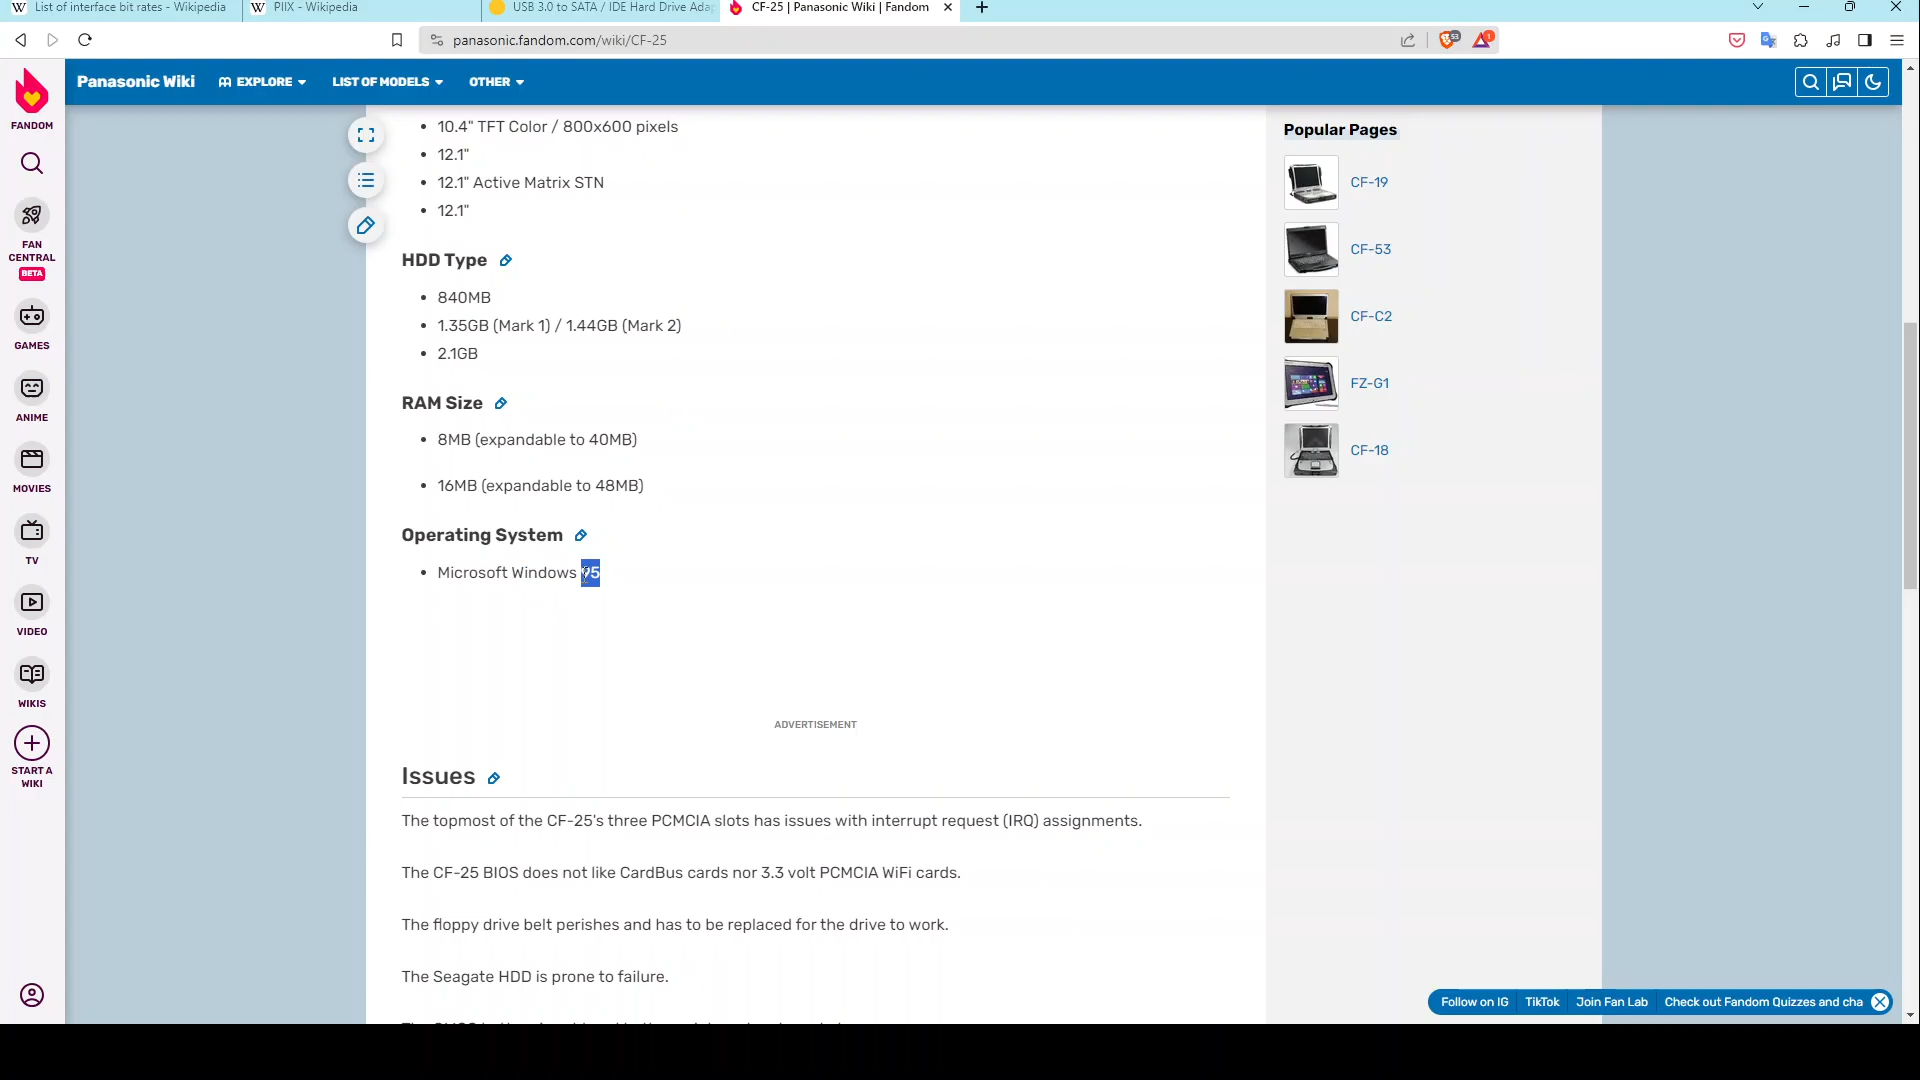 List of interface bit rates - Wikipedia
PIIX - Wikipedia
USB 3.0 to SATA / IDE Hard Drive Adap
CF-25 | Panasonic Wiki | Fandom
panasonic.fandom.com/wiki/CF-25
53
1
Panasonic Wiki
EXPLORE
LIST OF MODELS
OTHER
FANDOM
FAN CENTRAL
BETA
GAMES
ANIME
MOVIES
TV
VIDEO
WIKIS
START A WIKI
• 10.4" TFT Color / 800x600 pixels
• 12.1"
• 12.1" Active Matrix STN
• 12.1"
HDD Type
• 840MB
• 1.35GB (Mark 1) / 1.44GB (Mark 2)
• 2.1GB
RAM Size
• 8MB (expandable to 40MB)
• 16MB (expandable to 48MB)
Operating System
• Microsoft Windows 95
ADVERTISEMENT
Issues
The topmost of the CF-25's three PCMCIA slots has issues with interrupt request (IRQ) assignments.
The CF-25 BIOS does not like CardBus cards nor 3.3 volt PCMCIA WiFi cards.
The floppy drive belt perishes and has to be replaced for the drive to work.
The Seagate HDD is prone to failure.
Popular Pages
CF-19
CF-53
CF-C2
FZ-G1
CF-18
Follow on IG
TikTok
Join Fan Lab
Check out Fandom Quizzes and cha